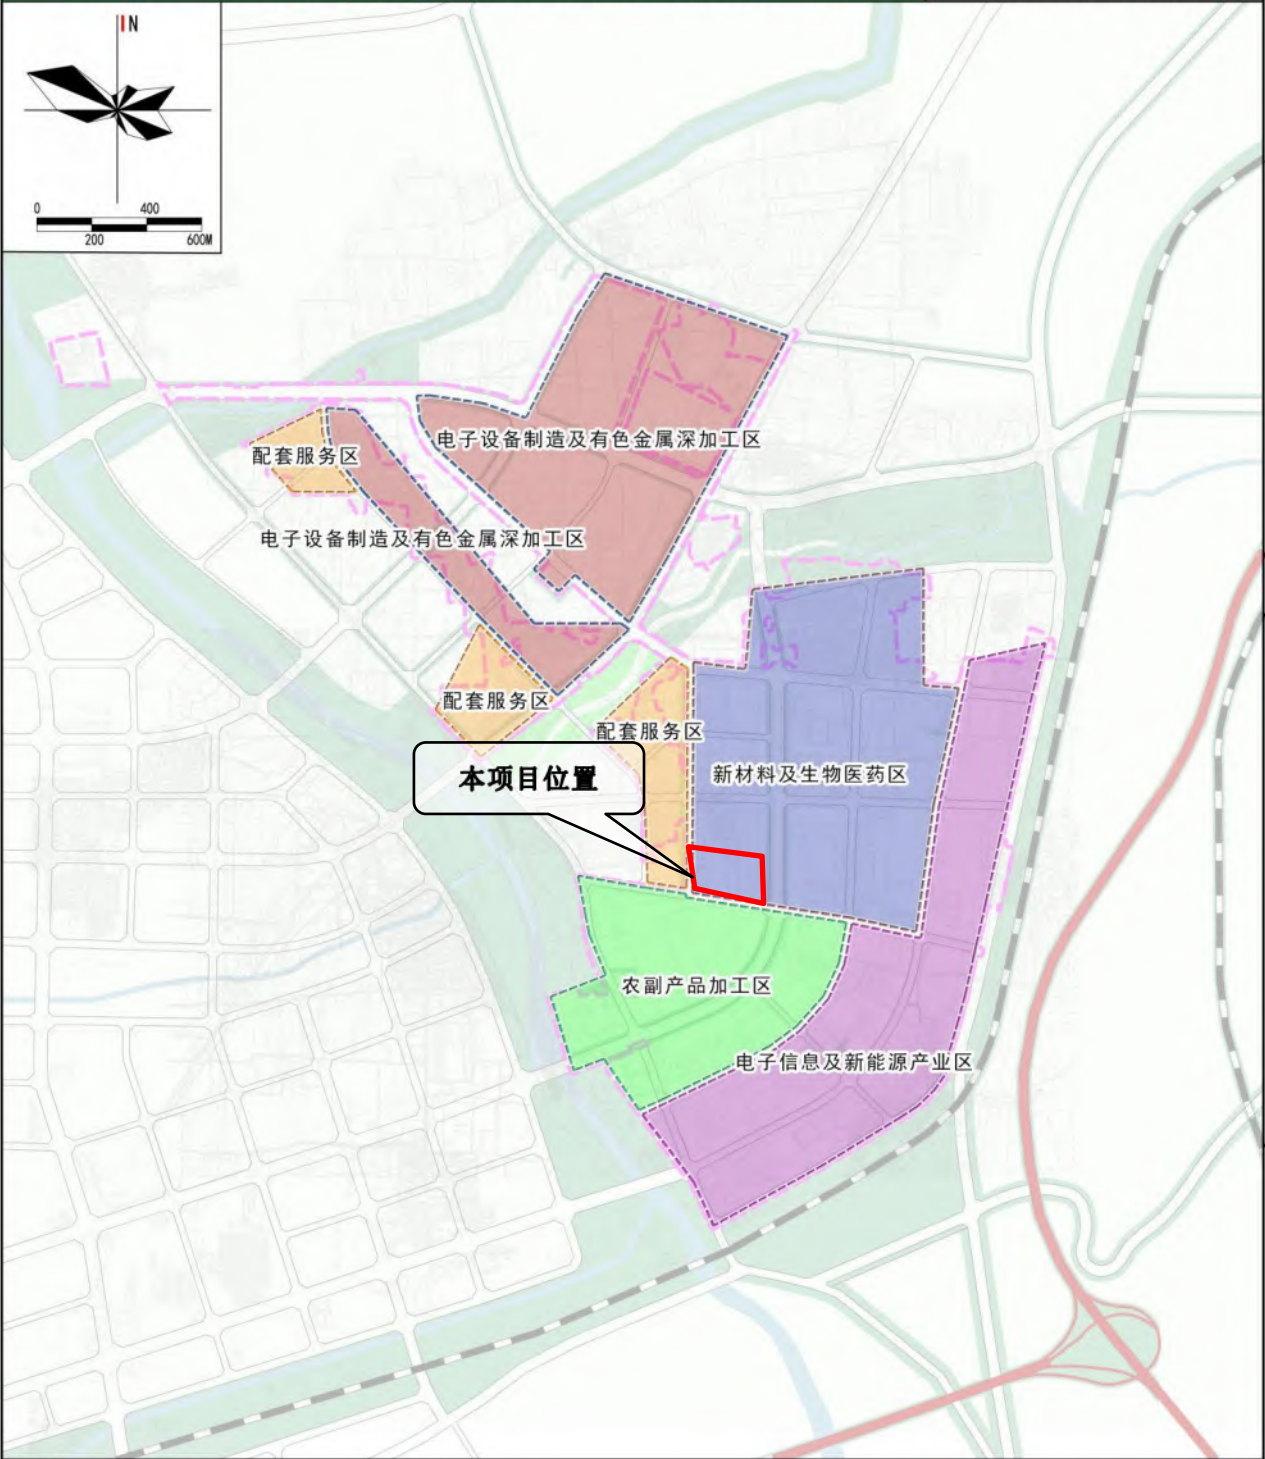 N
0 400
200 600M
电子设备制造及有色金属深加工区
配套服务区
电子设备制造及有色金属深加工区
配套服务区
配套服务区
本项目位置
新材料及生物医药区
农副产品加工区
电子信息及新能源产业区